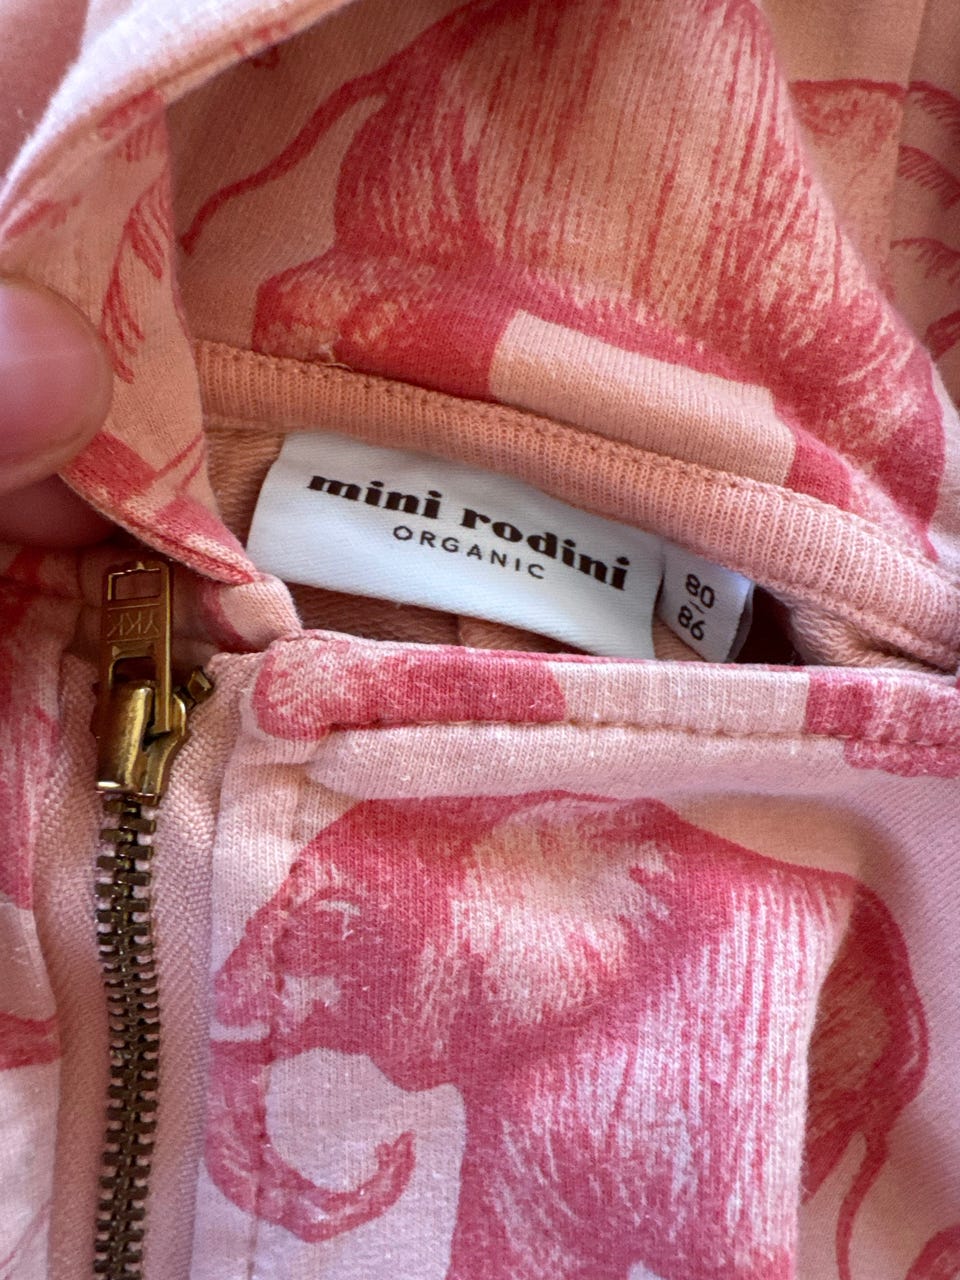 mini rodini
ORGANIC
80
86
YKK